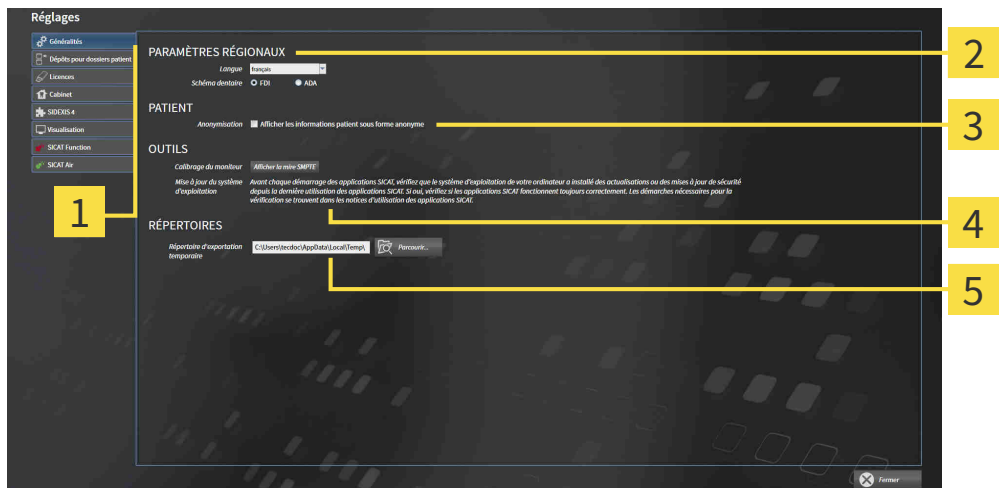 Réglages
Généralités
Dépôts pour dossiers patient
Licences
Cabinet
SIDEXIS 4
Visualisation
SICAT Function
SICAT Air
PARAMÈTRES RÉGIONAUX
Langue français
Schéma dentaire FDI ADA
PATIENT
Anonymisation Afficher les informations patient sous forme anonyme
OUTILS
Calibrage du moniteur Afficher la mire SMPTE
Mise à jour du système d'exploitation
Avant chaque démarrage des applications SICAT, vérifiez que le système d'exploitation de votre ordinateur a installé des actualisations ou des mises à jour de sécurité
depuis la dernière utilisation des applications SICAT. Si oui, vérifiez si les applications SICAT fonctionnent toujours correctement. Les démarches nécessaires pour la
vérification se trouvent dans les notices d'utilisation des applications SICAT.
RÉPERTOIRES
Répertoire d'exportation temporaire
C:\Users\tecdoc\AppData\Local\Temp\ Parcourir...
Fermer
1
2
3
4
5